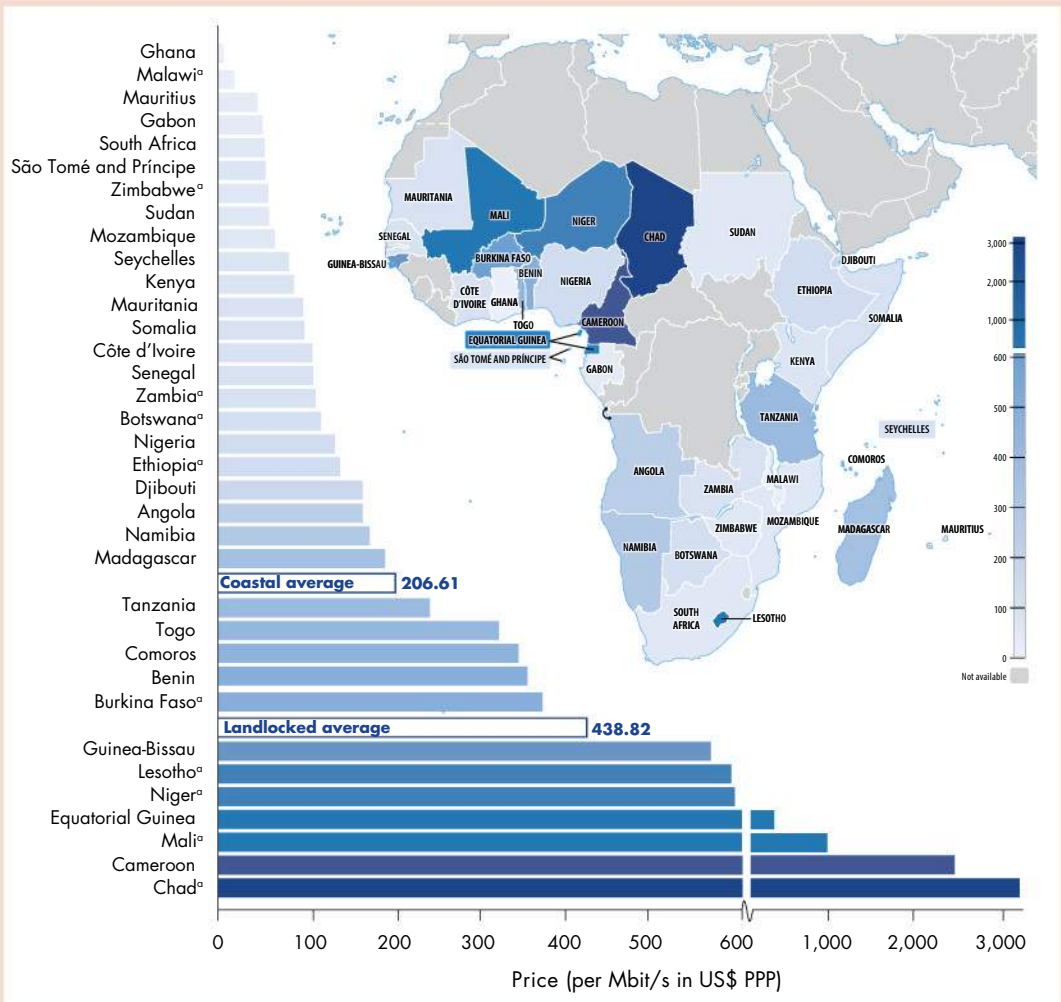 Ghana
Malawiᵃ
Mauritius
Gabon
South Africa
São Tomé and Príncipe
Zimbabweᵃ
Sudan
Mozambique
Seychelles
Kenya
Mauritania
Somalia
Côte d’Ivoire
Senegal
Zambiaᵃ
Botswanaᵃ
Nigeria
Ethiopiaᵃ
Djibouti
Angola
Namibia
Madagascar
Coastal average 206.61
Tanzania
Togo
Comoros
Benin
Burkina Fasoᵃ
Landlocked average 438.82
Guinea-Bissau
Lesothoᵃ
Nigerᵃ
Equatorial Guinea
Maliᵃ
Cameroon
Chadᵃ
0 100 200 300 400 500 600 1,000 2,000 3,000
Price (per Mbit/s in US$ PPP)
MAURITANIA
MALI
NIGER
CHAD
SUDAN
SENEGAL
GUINEA-BISSAU
BURKINA FASO
BENIN
NIGERIA
CÔTE
D’IVOIRE
GHANA
TOGO
CAMEROON
EQUATORIAL GUINEA
SÃO TOMÉ AND PRÍNCIPE
GABON
DJIBOUTI
ETHIOPIA
SOMALIA
KENYA
TANZANIA
SEYCHELLES
COMOROS
ANGOLA
ZAMBIA
MALAWI
MOZAMBIQUE
ZIMBABWE
NAMIBIA
BOTSWANA
MADAGASCAR
MAURITIUS
SOUTH
AFRICA
LESOTHO
3,000
2,000
1,000
600
500
400
300
200
100
0
Not available